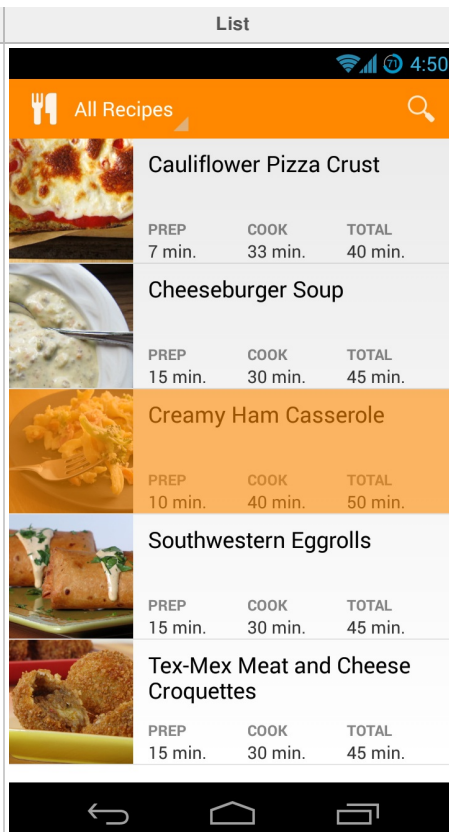 List
71 4:50
All Recipes
Cauliflower Pizza Crust
PREP COOK TOTAL
7 min. 33 min. 40 min.
Cheeseburger Soup
PREP COOK TOTAL
15 min. 30 min. 45 min.
Creamy Ham Casserole
PREP COOK TOTAL
10 min. 40 min. 50 min.
Southwestern Eggrolls
PREP COOK TOTAL
15 min. 30 min. 45 min.
Tex-Mex Meat and Cheese
Croquettes
PREP COOK TOTAL
15 min. 30 min. 45 min.